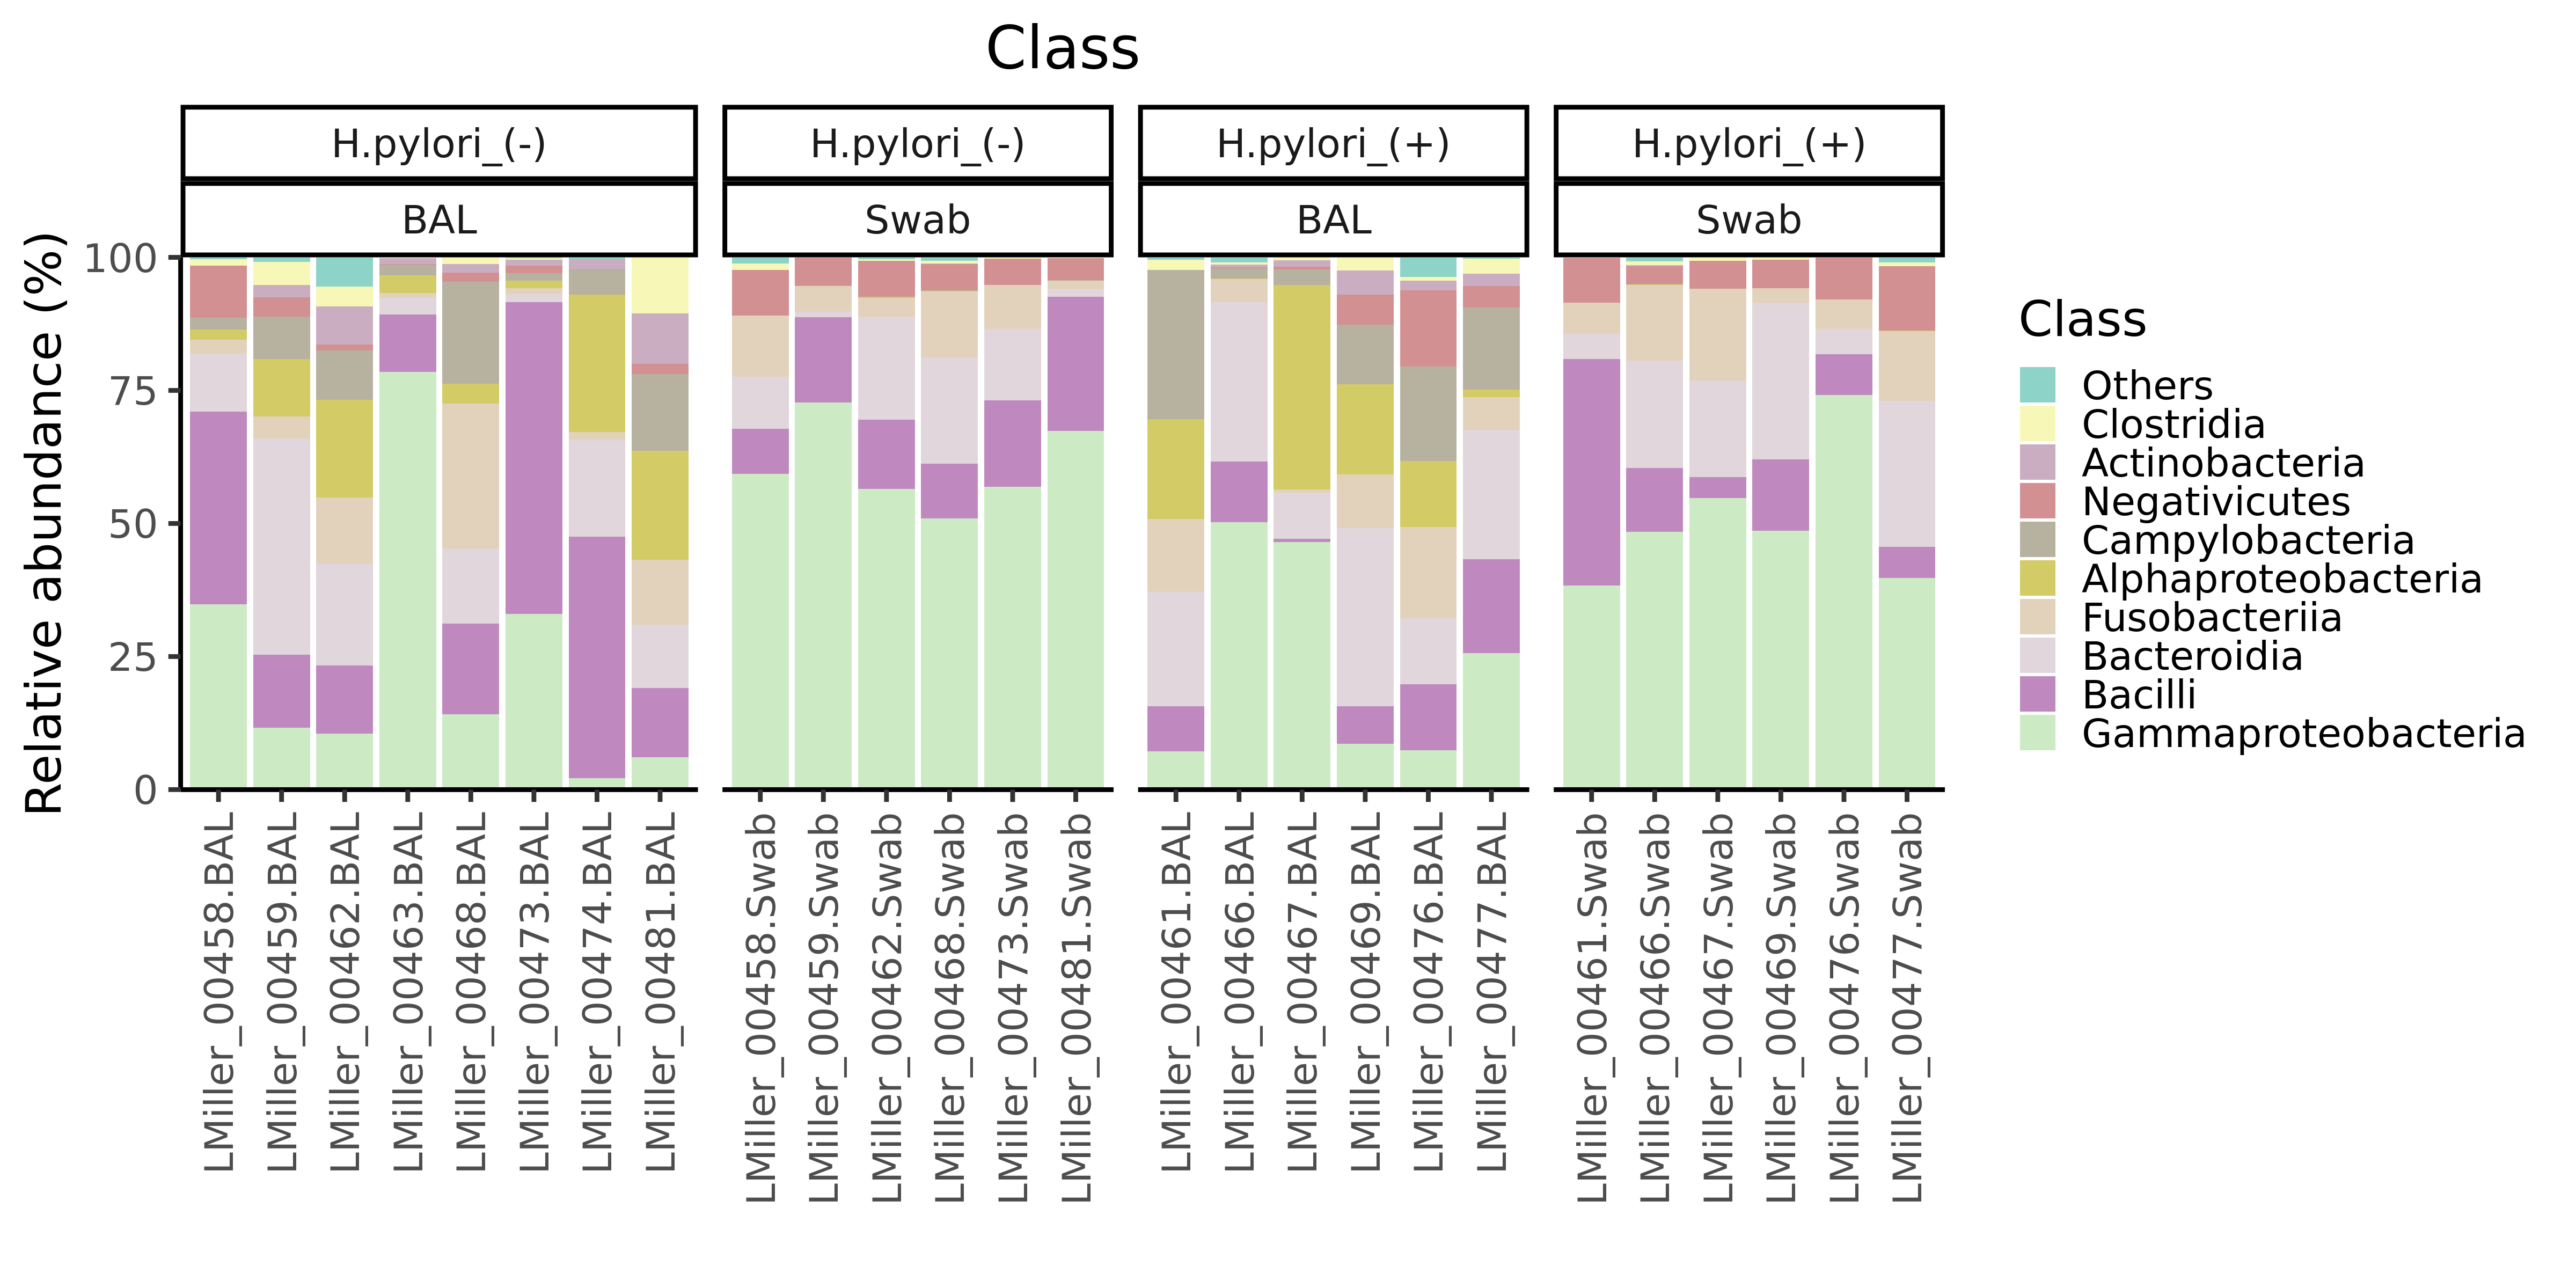 Class
H.pylori_(-)
H.pylori_(-)
H.pylori_(+)
H.pylori_(+)
BAL
Swab
BAL
Swab
Relative abundance (%)
100
75
50
25
0
LMiller_00458.BAL
LMiller_00459.BAL
LMiller_00462.BAL
LMiller_00463.BAL
LMiller_00468.BAL
LMiller_00473.BAL
LMiller_00474.BAL
LMiller_00481.BAL
LMiller_00458.Swab
LMiller_00459.Swab
LMiller_00462.Swab
LMiller_00468.Swab
LMiller_00473.Swab
LMiller_00481.Swab
LMiller_00461.BAL
LMiller_00466.BAL
LMiller_00467.BAL
LMiller_00469.BAL
LMiller_00476.BAL
LMiller_00477.BAL
LMiller_00461.Swab
LMiller_00466.Swab
LMiller_00467.Swab
LMiller_00469.Swab
LMiller_00476.Swab
LMiller_00477.Swab
Class
Others
Clostridia
Actinobacteria
Negativicutes
Campylobacteria
Alphaproteobacteria
Fusobacteriia
Bacteroidia
Bacilli
Gammaproteobacteria